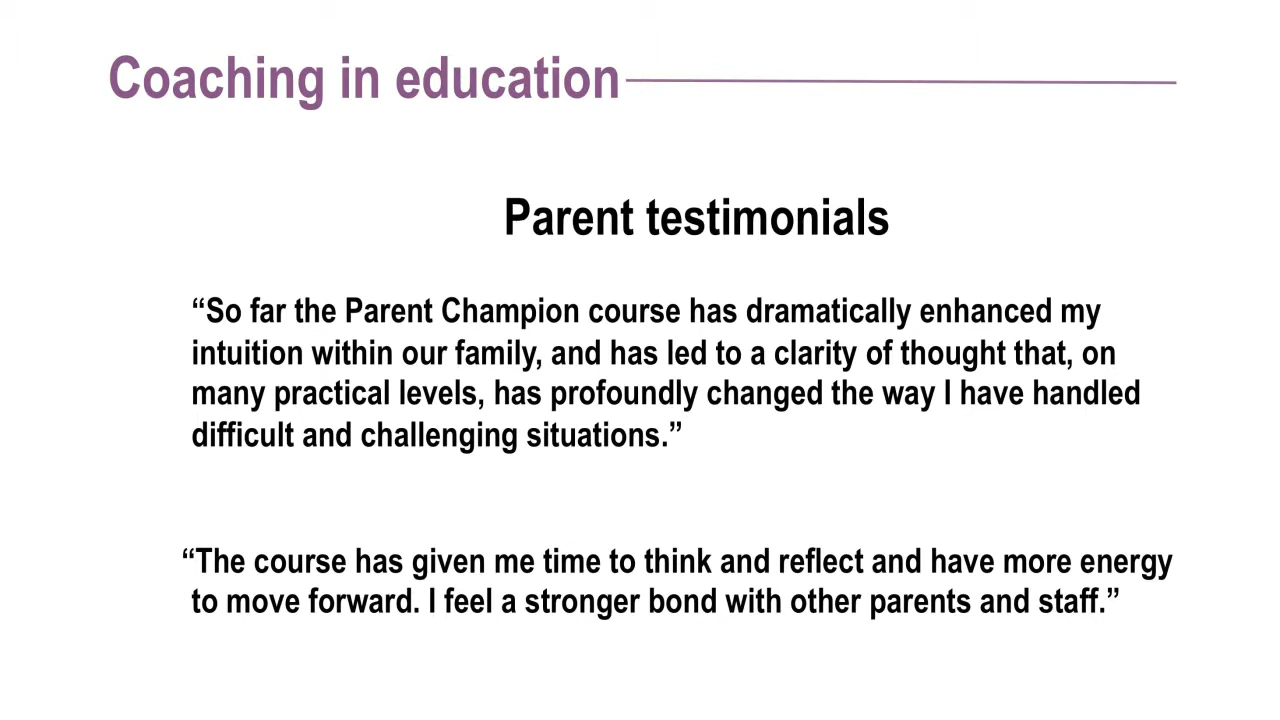 Coaching in education
Parent testimonials
“So far the Parent Champion course has dramatically enhanced my
intuition within our family, and has led to a clarity of thought that, on
many practical levels, has profoundly changed the way I have handled
difficult and challenging situations.”
“The course has given me time to think and reflect and have more energy
to move forward. I feel a stronger bond with other parents and staff.”